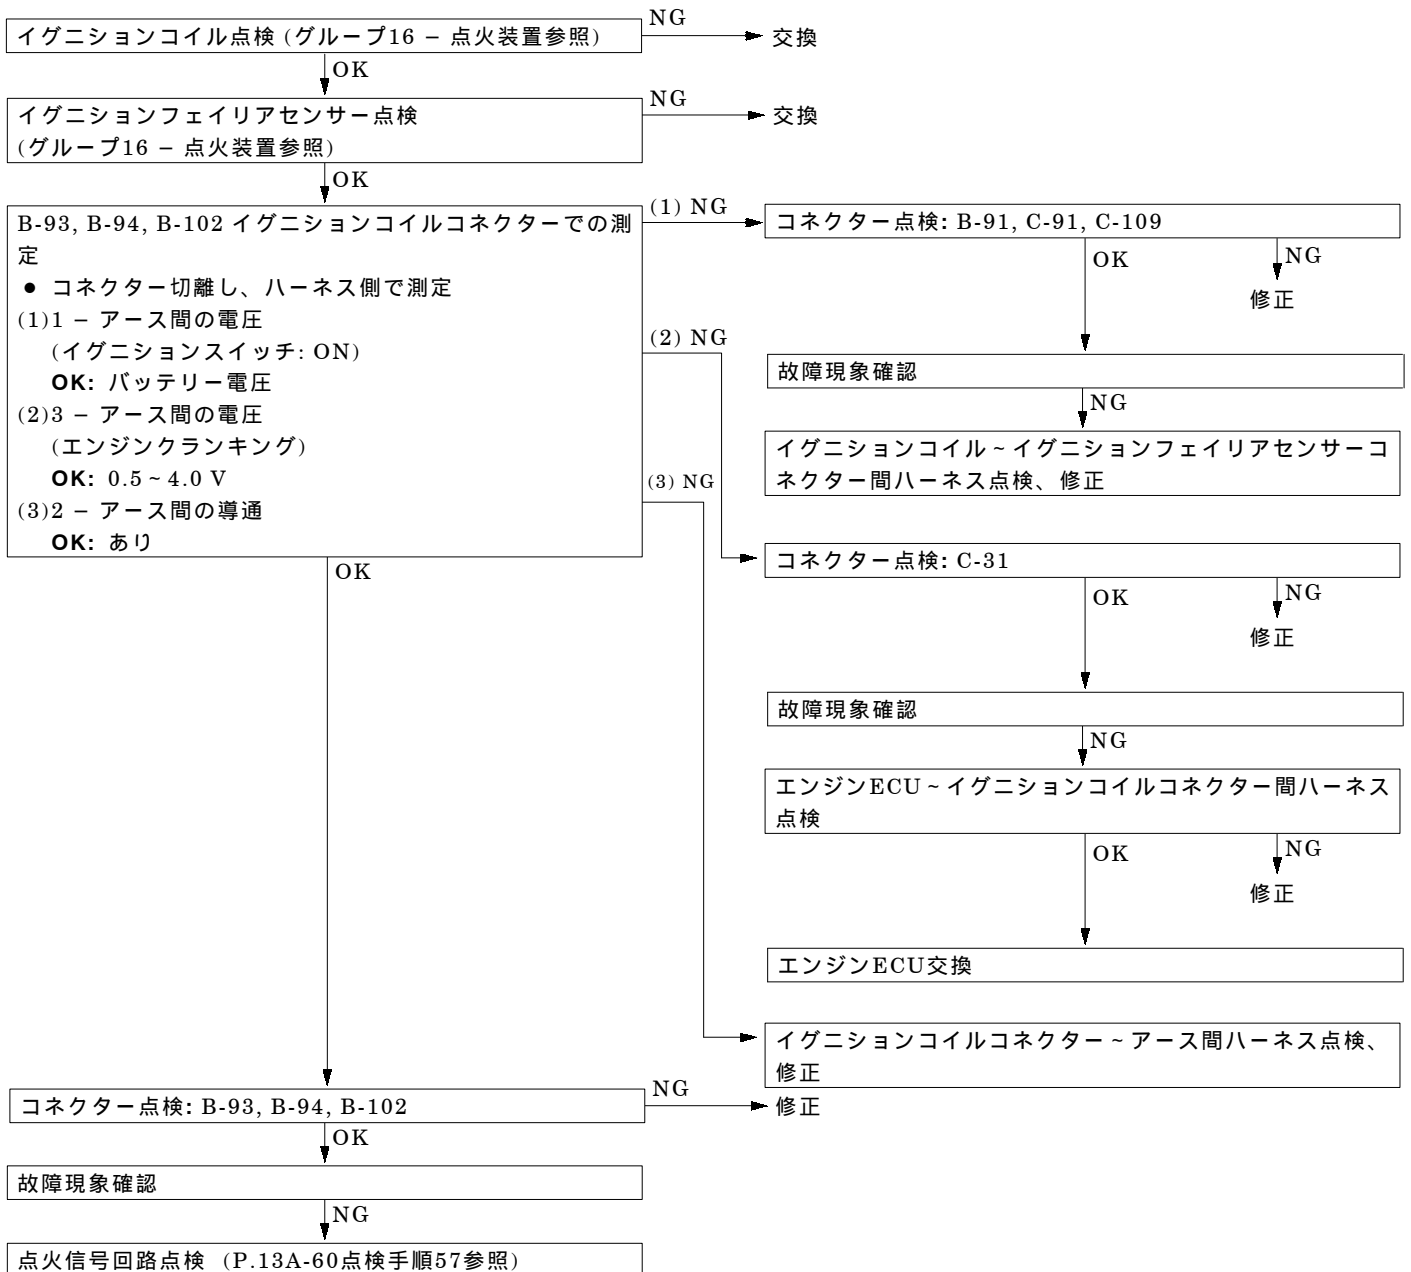 イグニションコイル点検 (グループ16 − 点火装置参照)
NG
交換
OK
イグニションフェイリアセンサー点検
(グループ16 − 点火装置参照)
NG
交換
OK
B-93, B-94, B-102 イグニションコイルコネクターでの測
定
● コネクター切離し、ハーネス側で測定
(1)1 − アース間の電圧
(イグニションスイッチ: ON)
OK: バッテリー電圧
(2)3 − アース間の電圧
(エンジンクランキング)
OK: 0.5 ~ 4.0 V
(3)2 − アース間の導通
OK: あり
(1) NG
コネクター点検: B-91, C-91, C-109
OK
NG
修正
故障現象確認
NG
イグニションコイル ~ イグニションフェイリアセンサーコ
ネクター間ハーネス点検、修正
(2) NG
コネクター点検: C-31
OK
NG
修正
故障現象確認
NG
エンジンECU ~ イグニションコイルコネクター間ハーネス
点検
OK
NG
修正
エンジンECU交換
(3) NG
イグニションコイルコネクター ~ アース間ハーネス点検、
修正
OK
コネクター点検: B-93, B-94, B-102
NG
修正
OK
故障現象確認
NG
点火信号回路点検 (P.13A-60点検手順57参照)